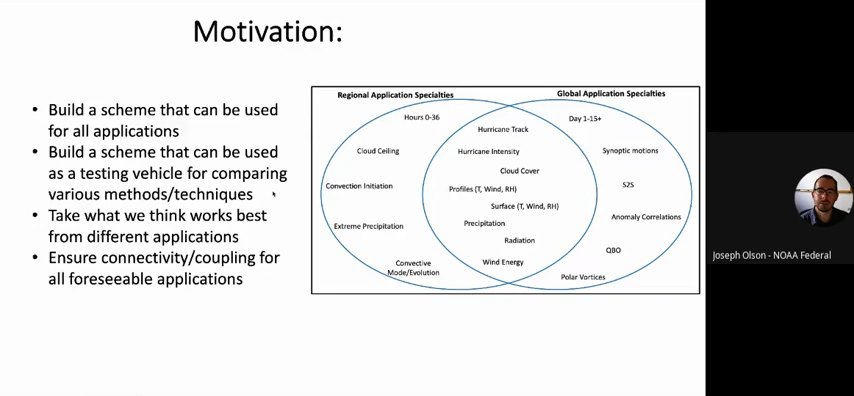 Motivation:
• Build a scheme that can be used
for all applications
• Build a scheme that can be used
as a testing vehicle for comparing
various methods/techniques
• Take what we think works best
from different applications
• Ensure connectivity/coupling for
all foreseeable applications
Regional Application Specialties
Global Application Specialties
Hours 0-36
Cloud Ceiling
Convection Initiation
Extreme Precipitation
Convective
Mode/Evolution
Hurricane Track
Hurricane Intensity
Cloud Cover
Profiles (T, Wind, RH)
Surface (T, Wind, RH)
Precipitation
Radiation
Wind Energy
Day 1-15+
Synoptic motions
S2S
Anomaly Correlations
QBO
Polar Vortices
Joseph Olson - NOAA Federal